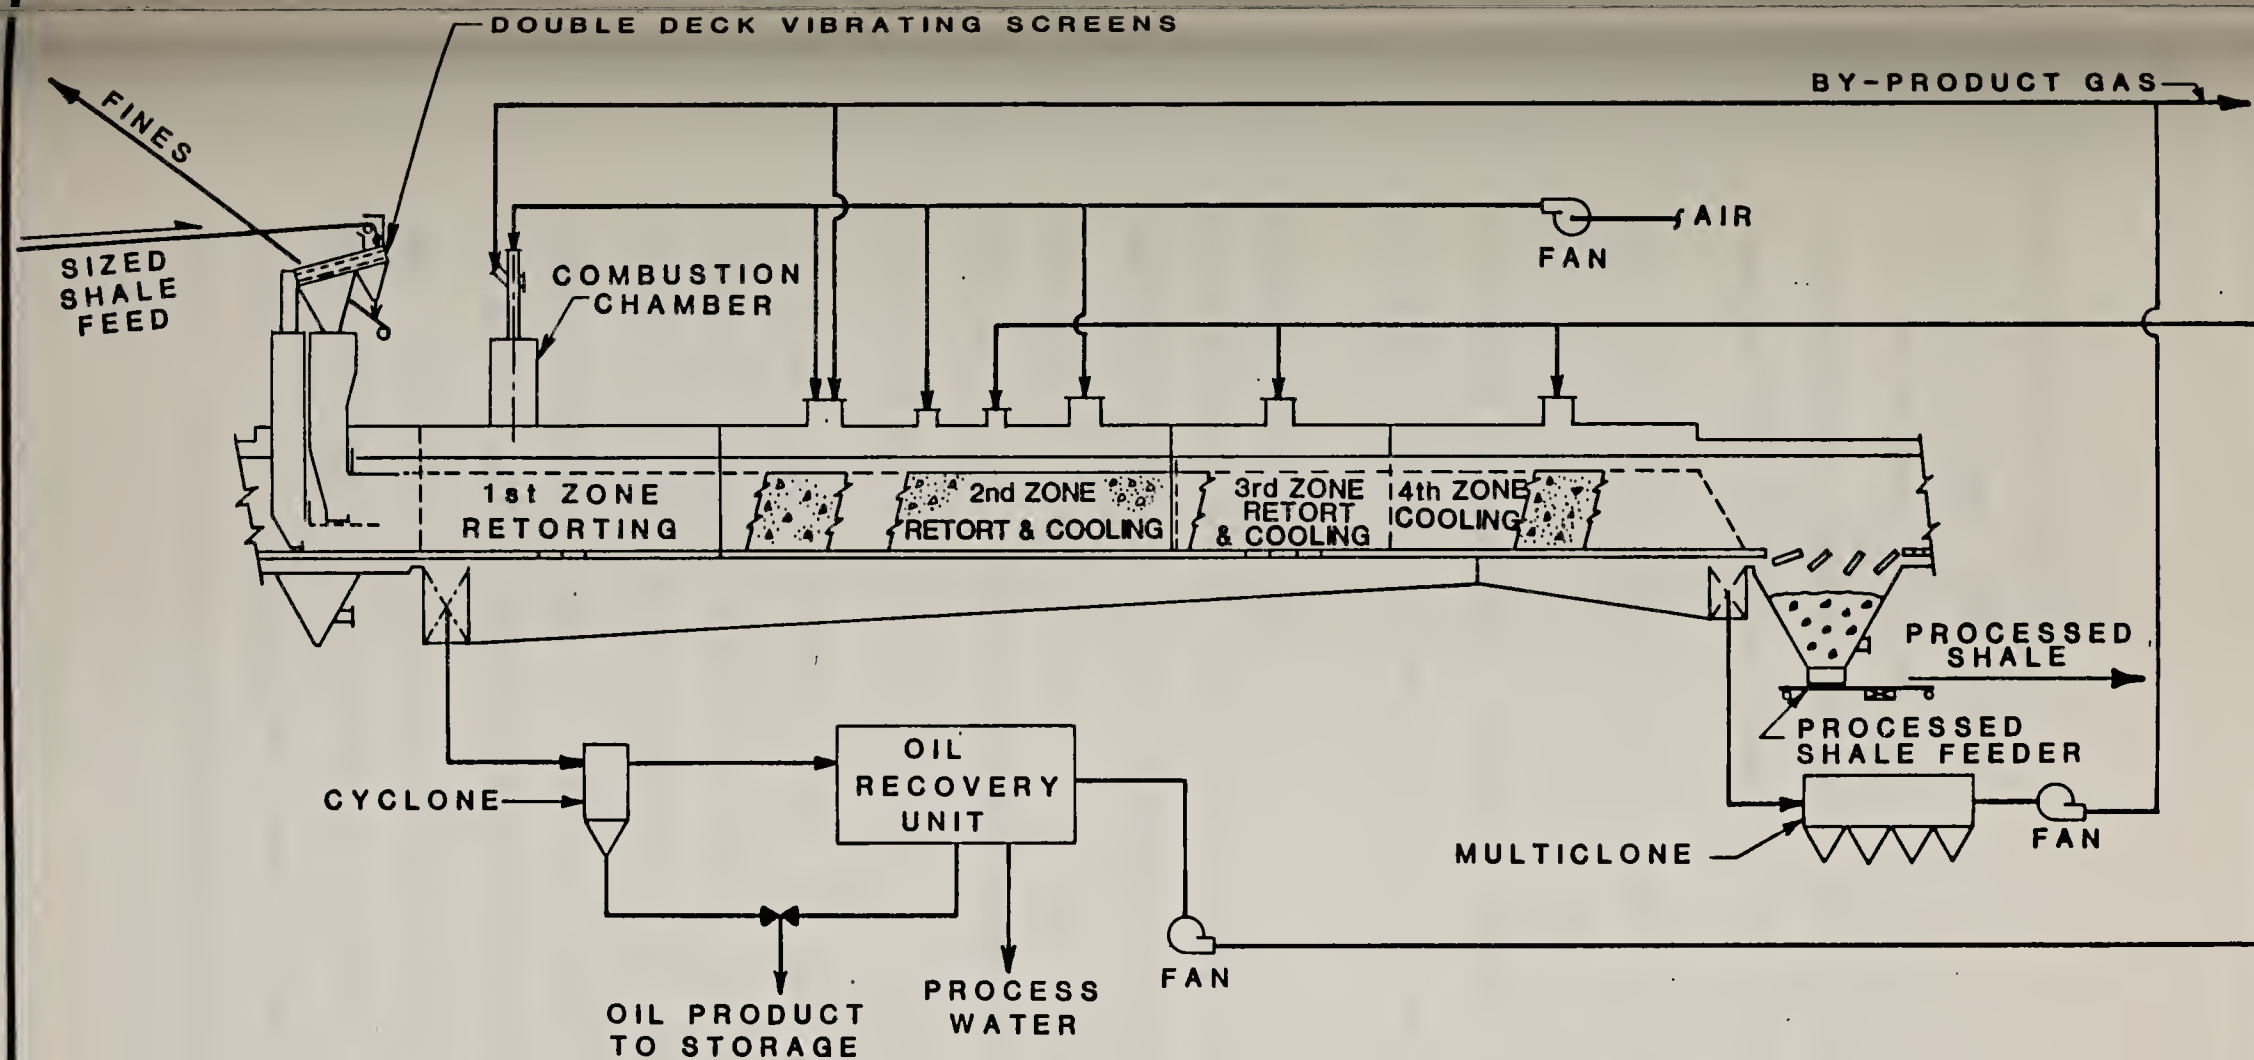 DOUBLE DECK VIBRATING SCREENS
BY-PRODUCT GAS
FINES
SIZED
SHALE
FEED
COMBUSTION
CHAMBER
AIR
FAN
1st ZONE
RETORTING
2nd ZONE
RETORT & COOLING
3rd ZONE
RETORT
& COOLING
4th ZONE
COOLING
PROCESSED
SHALE
PROCESSED
SHALE FEEDER
CYCLONE
OIL
RECOVERY
UNIT
MULTICLONE
FAN
FAN
PROCESS
WATER
OIL PRODUCT
TO STORAGE